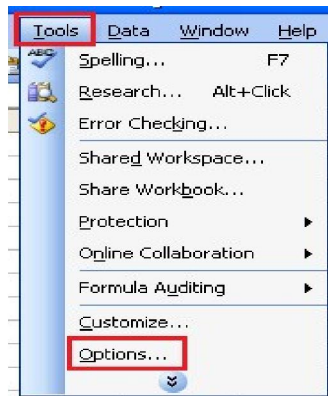 Tools Data Window Help
ABC Spelling... F7
Research... Alt+Click
Error Checking...
Shared Workspace...
Share Workbook...
Protection
Online Collaboration
Formula Auditing
Customize...
Options...